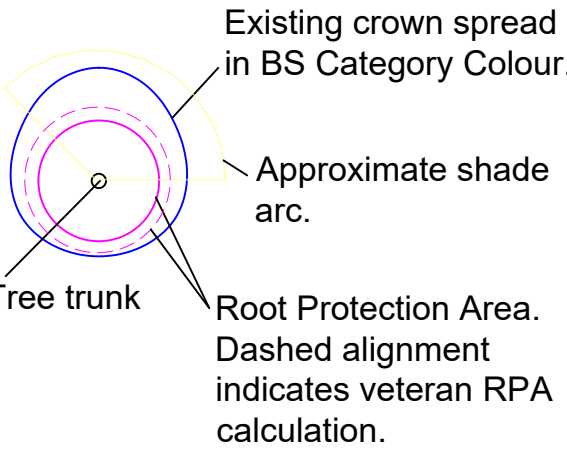 Existing crown spread
in BS Category Colour.
Approximate shade
arc.
Tree trunk
Root Protection Area.
Dashed alignment
indicates veteran RPA
calculation.